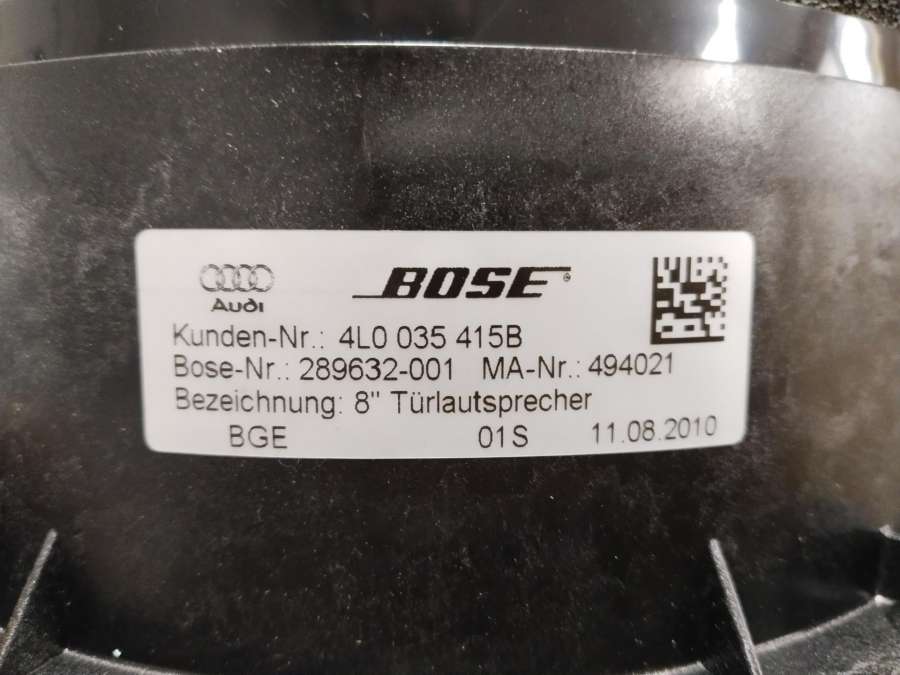 Audi BOSE
Kunden-Nr.: 4L0 035 415B
Bose-Nr.: 289632-001 MA-Nr.: 494021
Bezeichnung: 8" Türlautsprecher
BGE 01S 11.08.2010